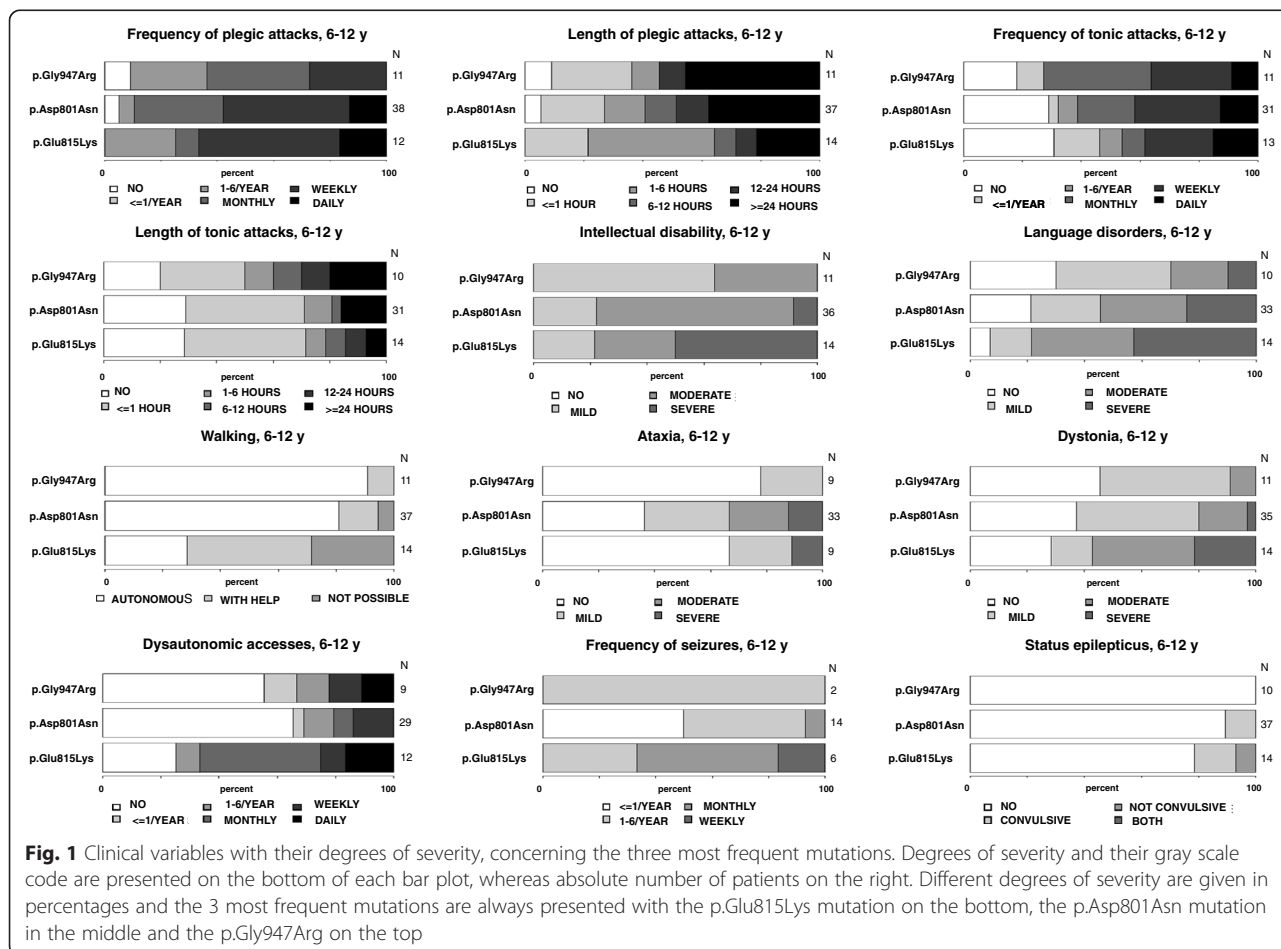 Frequency of plegic attacks, 6-12 y
N
p.Gly947Arg 11
p.Asp801Asn 38
p.Glu815Lys 12
0 percent 100
NO 1-6/YEAR WEEKLY
<=1/YEAR MONTHLY DAILY
Length of plegic attacks, 6-12 y
N
p.Gly947Arg 11
p.Asp801Asn 37
p.Glu815Lys 14
0 percent 100
NO 1-6 HOURS 12-24 HOURS
<=1 HOUR 6-12 HOURS >=24 HOURS
Frequency of tonic attacks, 6-12 y
N
p.Gly947Arg 11
p.Asp801Asn 31
p.Glu815Lys 13
0 percent 100
NO 1-6/YEAR WEEKLY
<=1/YEAR MONTHLY DAILY
Length of tonic attacks, 6-12 y
N
p.Gly947Arg 10
p.Asp801Asn 31
p.Glu815Lys 14
0 percent 100
NO 1-6 HOURS 12-24 HOURS
<=1 HOUR 6-12 HOURS >=24 HOURS
Intellectual disability, 6-12 y
N
p.Gly947Arg 11
p.Asp801Asn 36
p.Glu815Lys 14
0 percent 100
NO MODERATE
MILD SEVERE
Language disorders, 6-12 y
N
p.Gly947Arg 10
p.Asp801Asn 33
p.Glu815Lys 14
0 percent 100
NO MODERATE
MILD SEVERE
Walking, 6-12 y
N
p.Gly947Arg 11
p.Asp801Asn 37
p.Glu815Lys 14
0 percent 100
AUTONOMOUS WITH HELP NOT POSSIBLE
Ataxia, 6-12 y
N
p.Gly947Arg 9
p.Asp801Asn 33
p.Glu815Lys 9
0 percent 100
NO MODERATE
MILD SEVERE
Dystonia, 6-12 y
N
p.Gly947Arg 11
p.Asp801Asn 35
p.Glu815Lys 14
0 percent 100
NO MODERATE
MILD SEVERE
Dysautonomic accesses, 6-12 y
N
p.Gly947Arg 9
p.Asp801Asn 29
p.Glu815Lys 12
0 percent 100
NO 1-6/YEAR WEEKLY
<=1/YEAR MONTHLY DAILY
Frequency of seizures, 6-12 y
N
p.Gly947Arg 2
p.Asp801Asn 14
p.Glu815Lys 6
0 percent 100
<=1/YEAR MONTHLY
1-6/YEAR WEEKLY
Status epilepticus, 6-12 y
N
p.Gly947Arg 10
p.Asp801Asn 37
p.Glu815Lys 14
0 percent 100
NO NOT CONVULSIVE
CONVULSIVE BOTH
Fig. 1 Clinical variables with their degrees of severity, concerning the three most frequent mutations. Degrees of severity and their gray scale
code are presented on the bottom of each bar plot, whereas absolute number of patients on the right. Different degrees of severity are given in
percentages and the 3 most frequent mutations are always presented with the p.Glu815Lys mutation on the bottom, the p.Asp801Asn mutation
in the middle and the p.Gly947Arg on the top